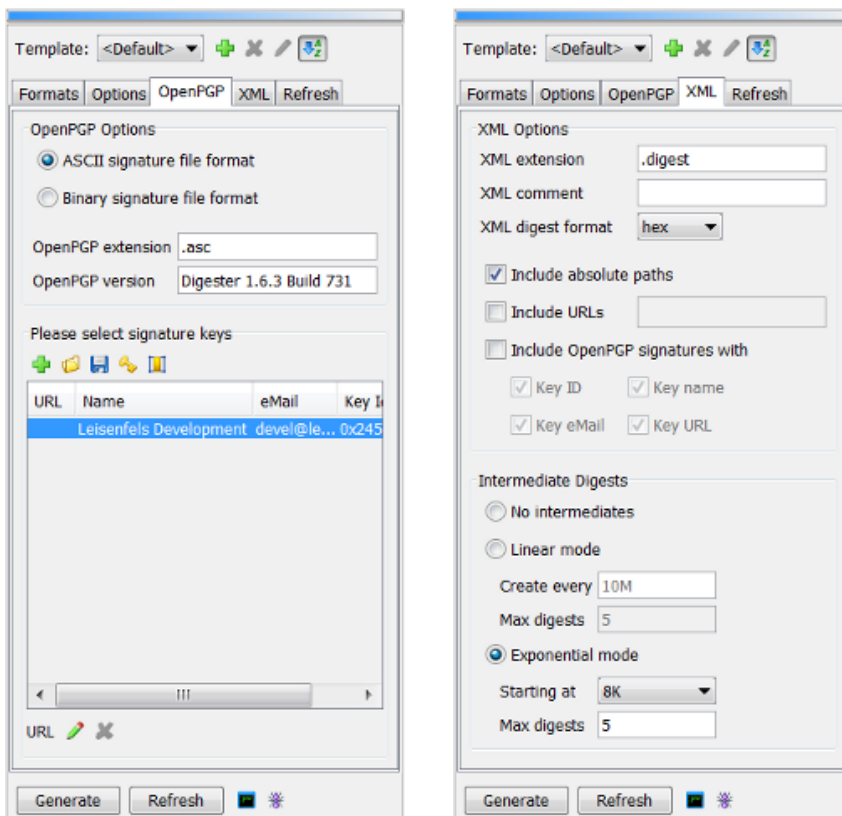 Template: <Default>
Formats Options OpenPGP XML Refresh
OpenPGP Options
ASCII signature file format
Binary signature file format
OpenPGP extension .asc
OpenPGP version Digester 1.6.3 Build 731
Please select signature keys
URL Name eMail Key I
Leisenfels Development devel@le... 0x245
URL
Generate Refresh
Template: <Default>
Formats Options OpenPGP XML Refresh
XML Options
XML extension .digest
XML comment
XML digest format hex
Include absolute paths
Include URLs
Include OpenPGP signatures with
Key ID Key name
Key eMail Key URL
Intermediate Digests
No intermediates
Linear mode
Create every 10M
Max digests 5
Exponential mode
Starting at 8K
Max digests 5
Generate Refresh